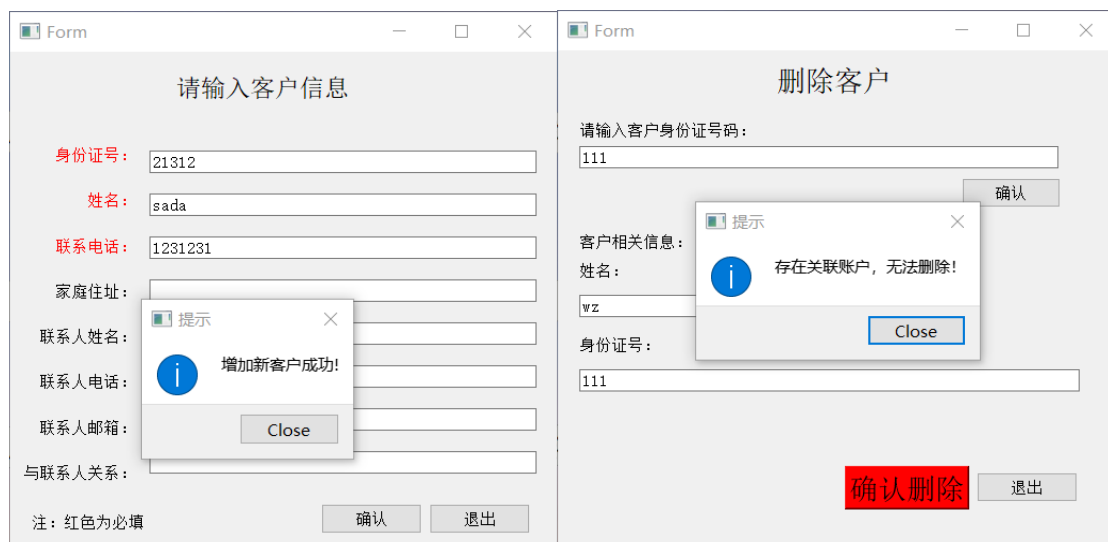 Form
请输入客户信息
身份证号：
21312
姓名：
sada
联系电话：
1231231
家庭住址：
联系人姓名：
联系人电话：
联系人邮箱：
与联系人关系：
提示
增加新客户成功!
Close
注：红色为必填
确认
退出
Form
删除客户
请输入客户身份证号码：
111
确认
客户相关信息：
姓名：
wz
身份证号：
111
提示
存在关联账户，无法删除!
Close
确认删除
退出